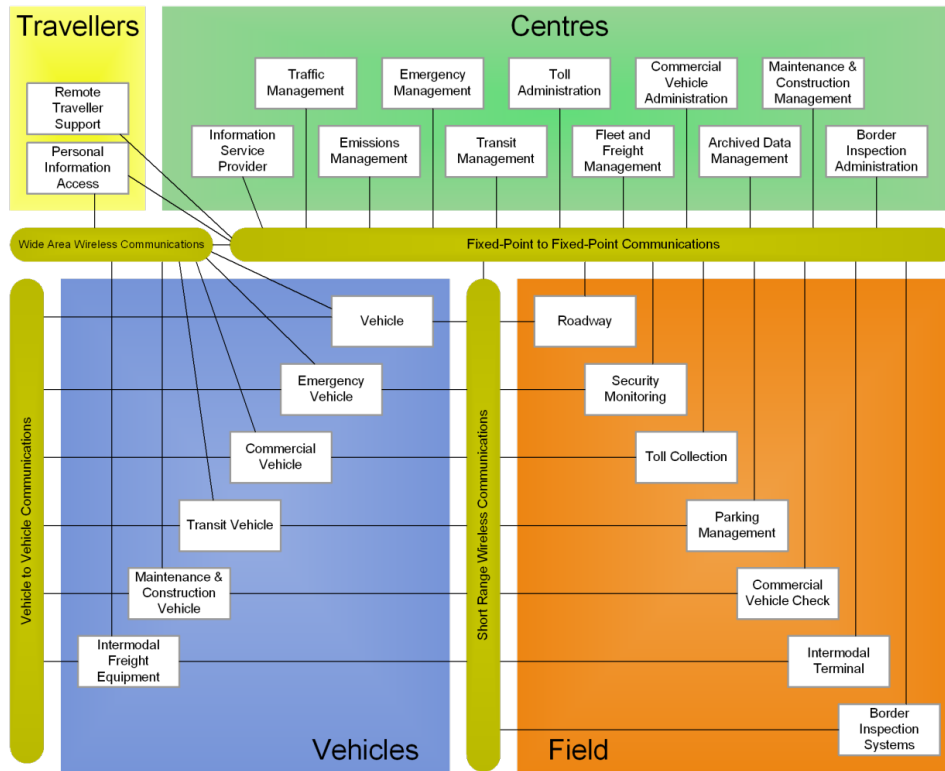 Travellers
Centres
Remote
Traveller
Support
Personal
Information
Access
Traffic
Management
Emergency
Management
Toll
Administration
Commercial
Vehicle
Administration
Maintenance &
Construction
Management
Information
Service
Provider
Emissions
Management
Transit
Management
Fleet and
Freight
Management
Archived Data
Management
Border
Inspection
Administration
Wide Area Wireless Communications
Fixed-Point to Fixed-Point Communications
Vehicle to Vehicle Communications
Vehicle
Emergency
Vehicle
Commercial
Vehicle
Transit Vehicle
Maintenance &
Construction
Vehicle
Intermodal
Freight
Equipment
Vehicles
Short Range Wireless Communications
Roadway
Security
Monitoring
Toll Collection
Parking
Management
Commercial
Vehicle Check
Intermodal
Terminal
Border
Inspection
Systems
Field